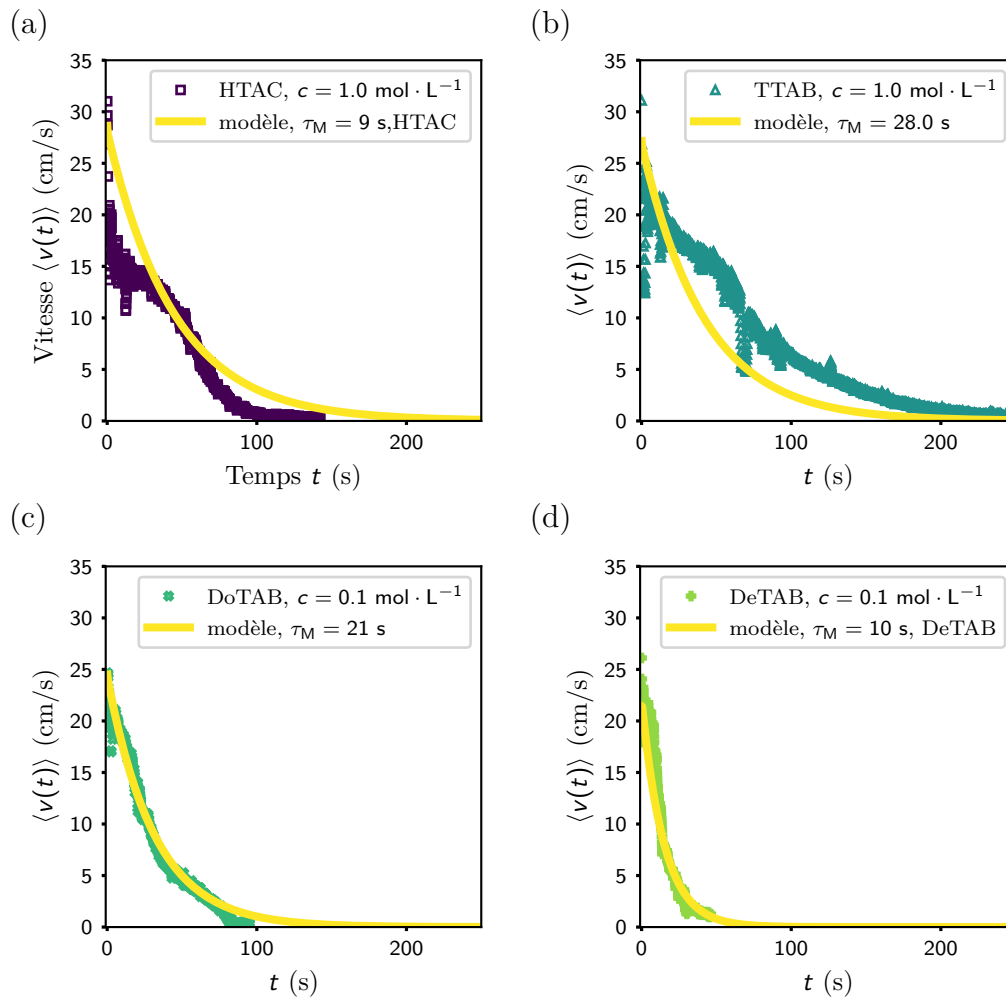 (a)
35
30
25
20
15
10
5
0
0 100 200
Vitesse ⟨v(t)⟩ (cm/s)
Temps t (s)
HTAC, c = 1.0 mol · L⁻¹
modèle, τ_M = 9 s,HTAC
(b)
35
30
25
20
15
10
5
0
0 100 200
⟨v(t)⟩ (cm/s)
t (s)
TTAB, c = 1.0 mol · L⁻¹
modèle, τ_M = 28.0 s
(c)
35
30
25
20
15
10
5
0
0 100 200
⟨v(t)⟩ (cm/s)
t (s)
DoTAB, c = 0.1 mol · L⁻¹
modèle, τ_M = 21 s
(d)
35
30
25
20
15
10
5
0
0 100 200
⟨v(t)⟩ (cm/s)
t (s)
DeTAB, c = 0.1 mol · L⁻¹
modèle, τ_M = 10 s, DeTAB